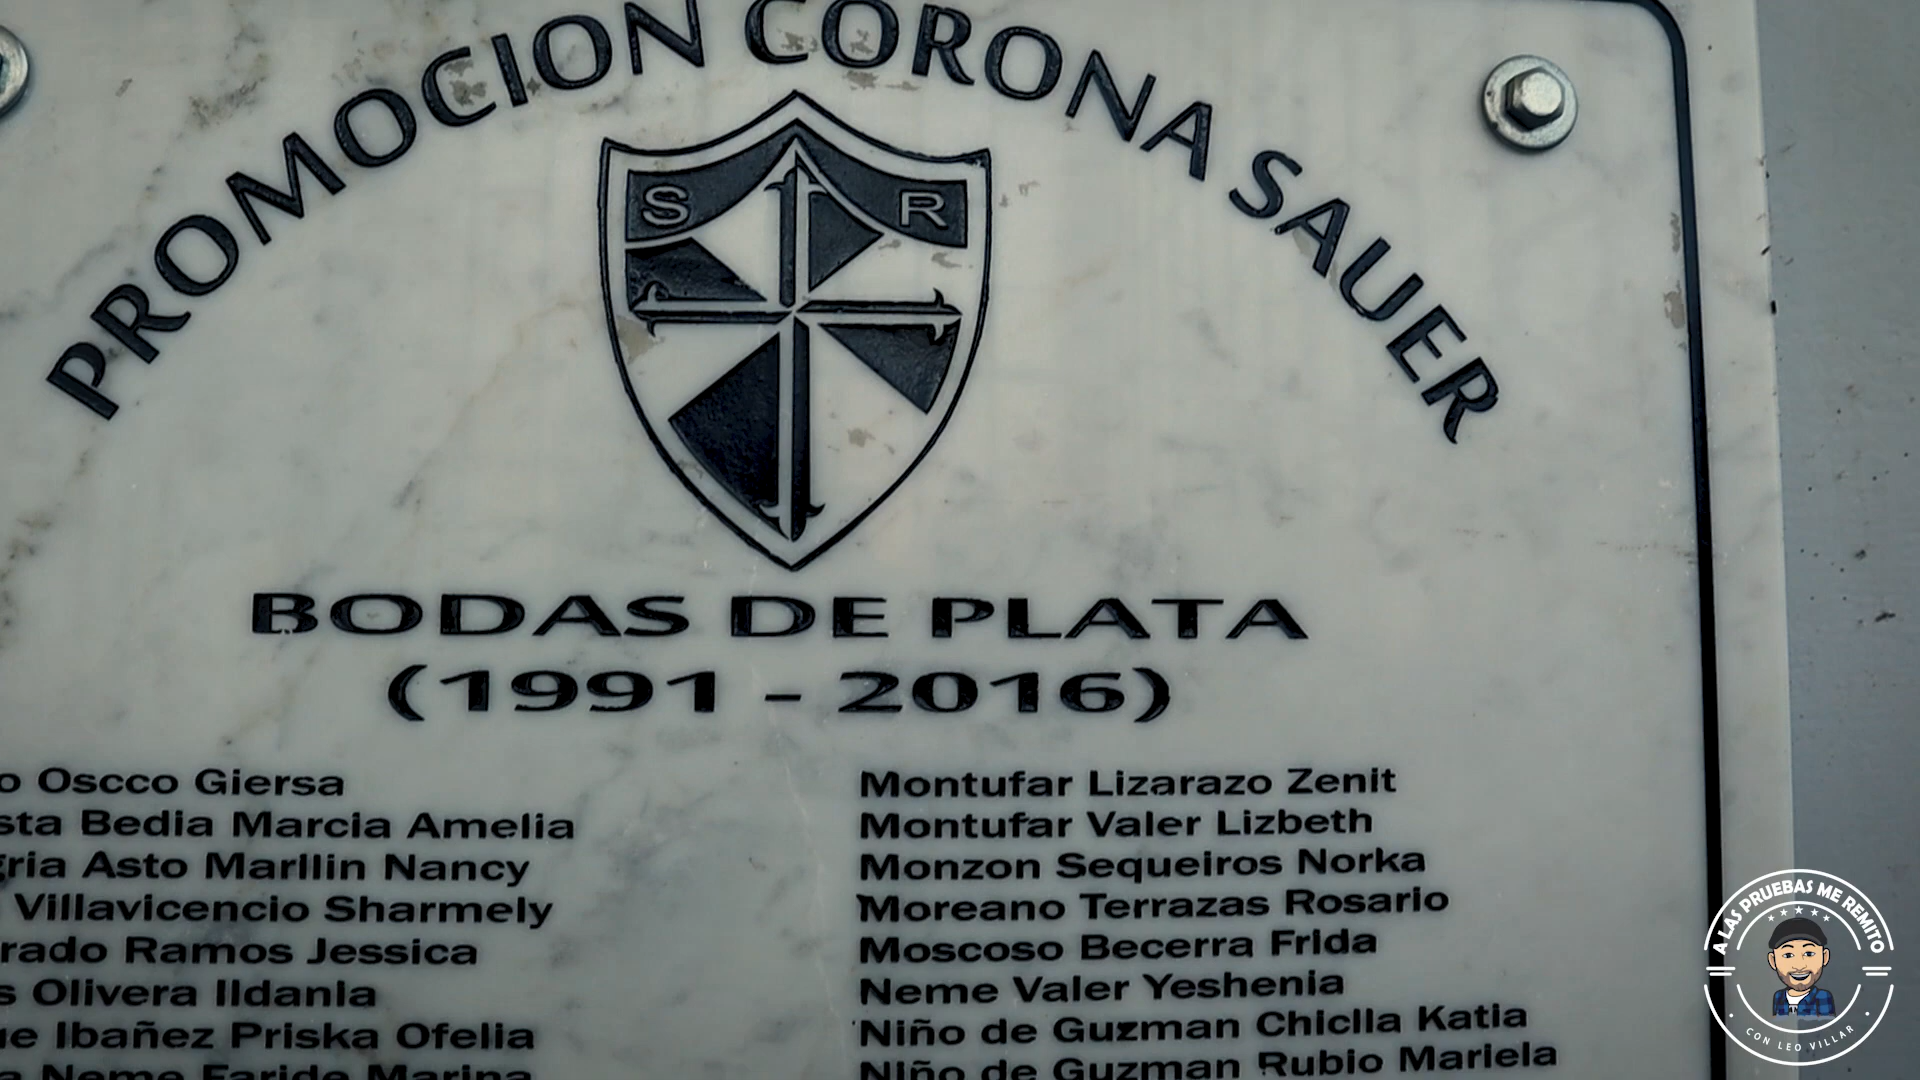 PROMOCION CORONA SAUER
S R
BODAS DE PLATA
(1991 - 2016)
Oscco Giersa
Bedia Marcia Amelia
Asto Marllin Nancy
Villavicencio Sharmely
Ramos Jessica
Olivera Ildania
Ibañez Priska Ofelia
Neme Faride Marina
Montufar Lizarazo Zenit
Montufar Valer Lizbeth
Monzon Sequeiros Norka
Moreano Terrazas Rosario
Moscoso Becerra Frida
Neme Valer Yeshenia
Niño de Guzman Chiclla Katia
Niño de Guzman Rubio Mariela
A LAS PRUEBAS ME REMITO
CON LEO VILLAR